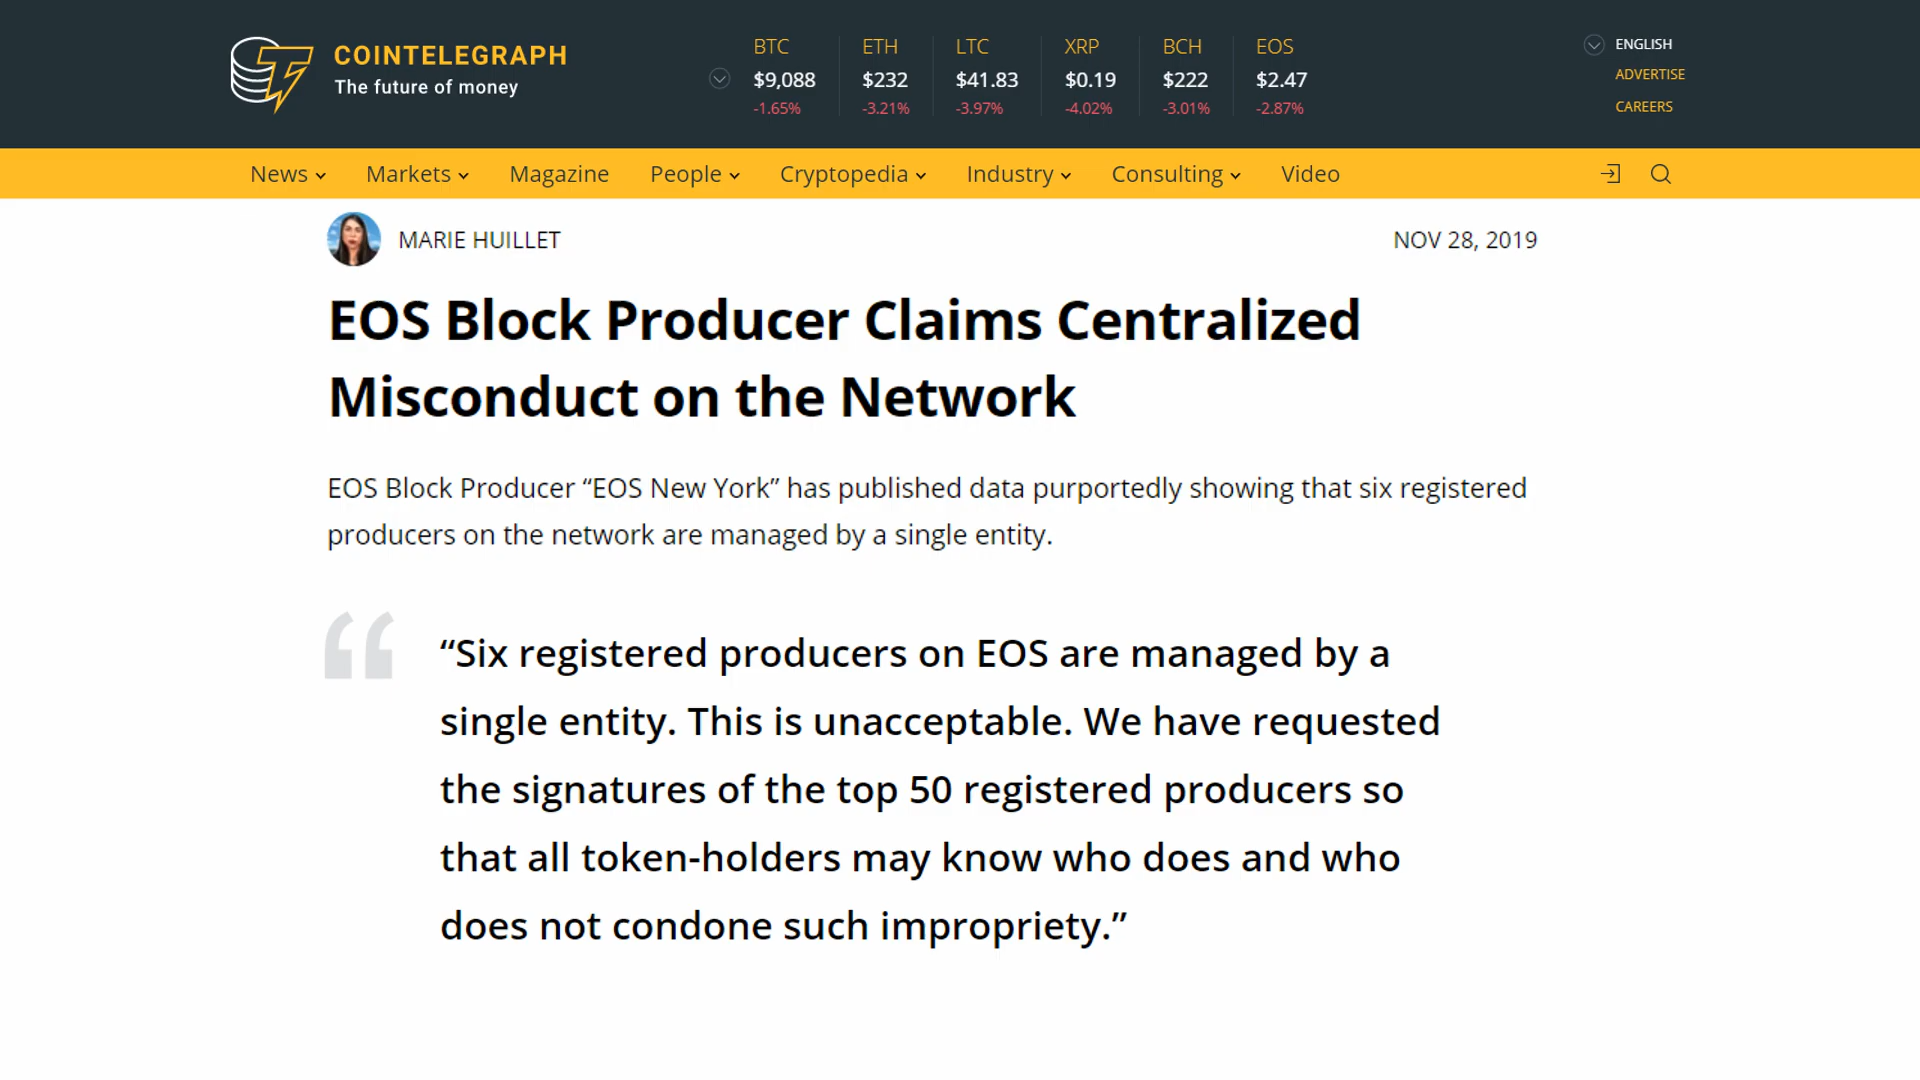 COINTELEGRAPH
The future of money
BTC ETH LTC XRP BCH EOS
$9,088 $232 $41.83 $0.19 $222 $2.47
-1.65% -3.21% -3.97% -4.02% -3.01% -2.87%
ENGLISH
ADVERTISE
CAREERS
News Markets Magazine People Cryptopedia Industry Consulting Video
MARIE HUILLET NOV 28, 2019
EOS Block Producer Claims Centralized
Misconduct on the Network
EOS Block Producer “EOS New York” has published data purportedly showing that six registered
producers on the network are managed by a single entity.
“Six registered producers on EOS are managed by a
single entity. This is unacceptable. We have requested
the signatures of the top 50 registered producers so
that all token-holders may know who does and who
does not condone such impropriety.”